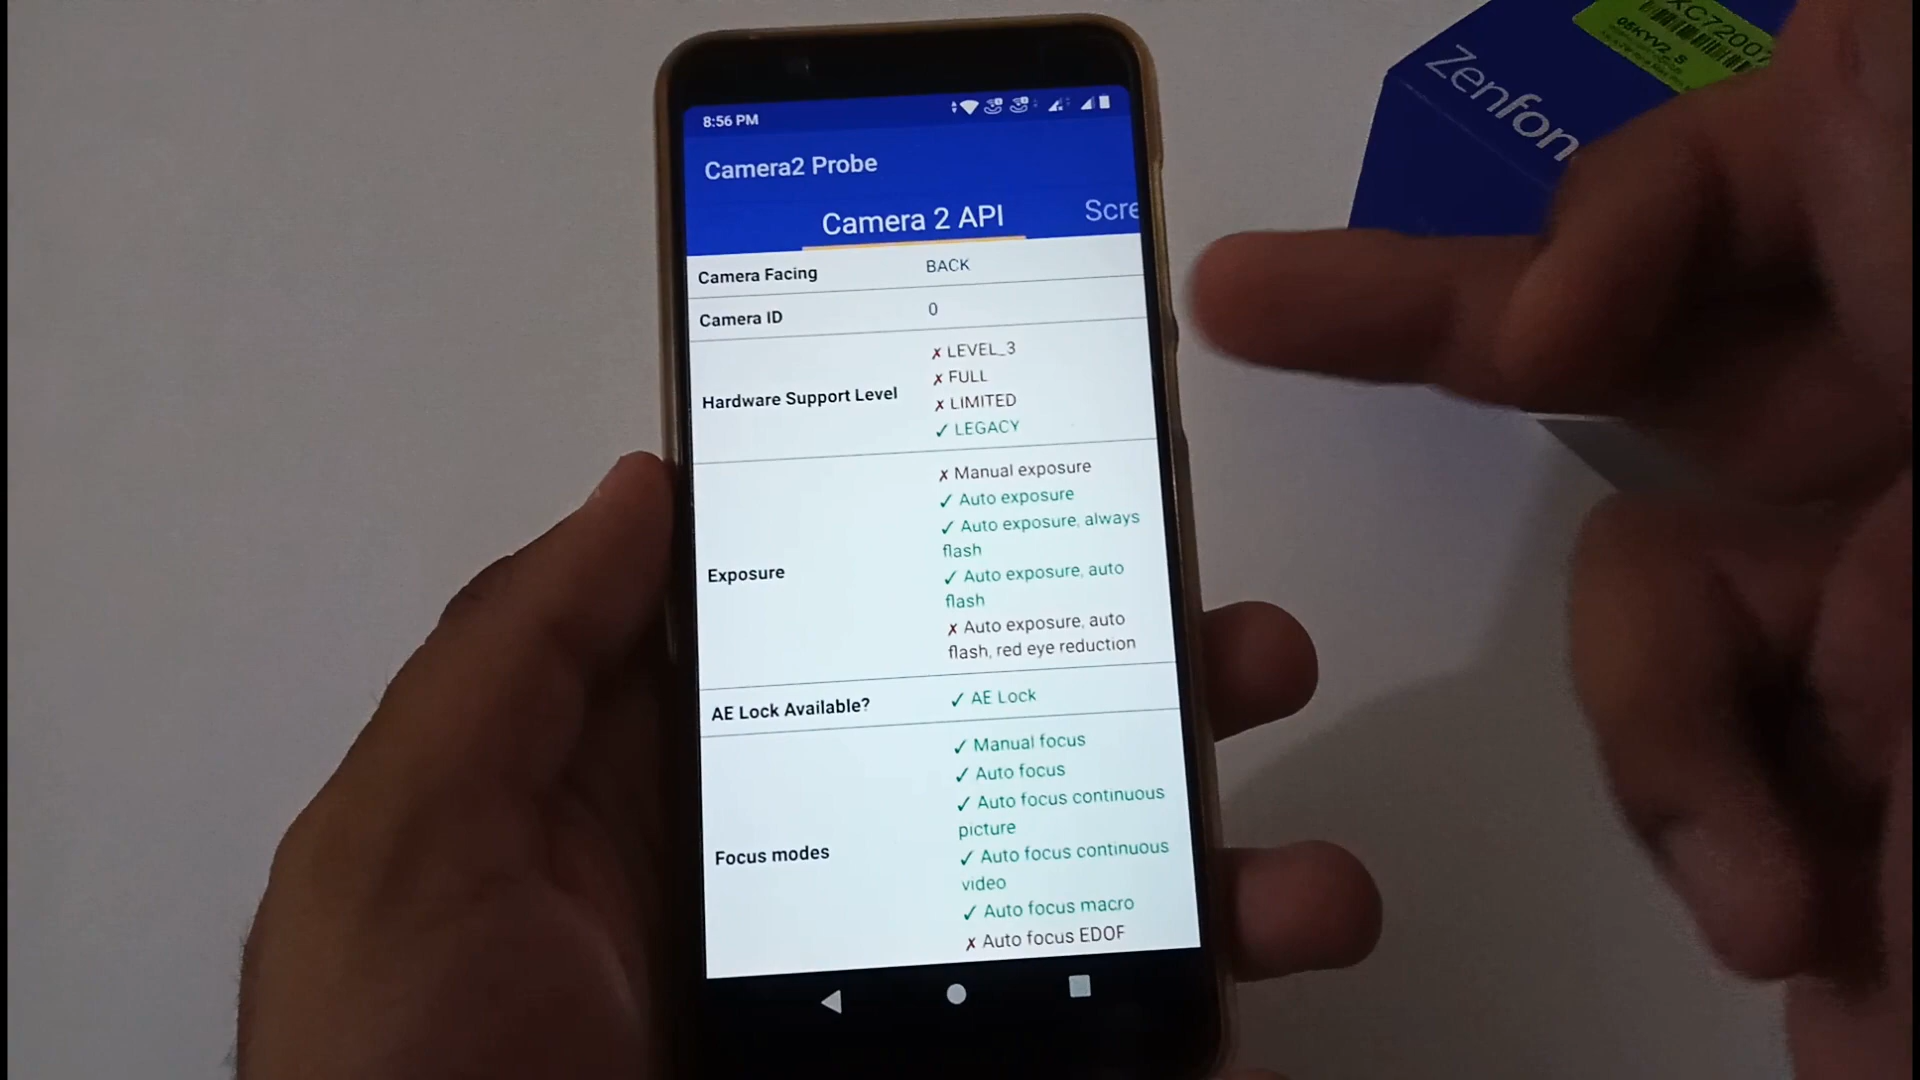 8:56 PM
Camera2 Probe
Camera 2 API
Scre
Camera Facing
BACK
Camera ID
0
Hardware Support Level
✗ LEVEL_3
✗ FULL
✗ LIMITED
✓ LEGACY
Exposure
✗ Manual exposure
✓ Auto exposure
✓ Auto exposure, always
flash
✓ Auto exposure, auto
flash
✗ Auto exposure, auto
flash, red eye reduction
AE Lock Available?
✓ AE Lock
Focus modes
✓ Manual focus
✓ Auto focus
✓ Auto focus continuous
picture
✓ Auto focus continuous
video
✓ Auto focus macro
✗ Auto focus EDOF
Zenfon
XC7200
05KYV2_S